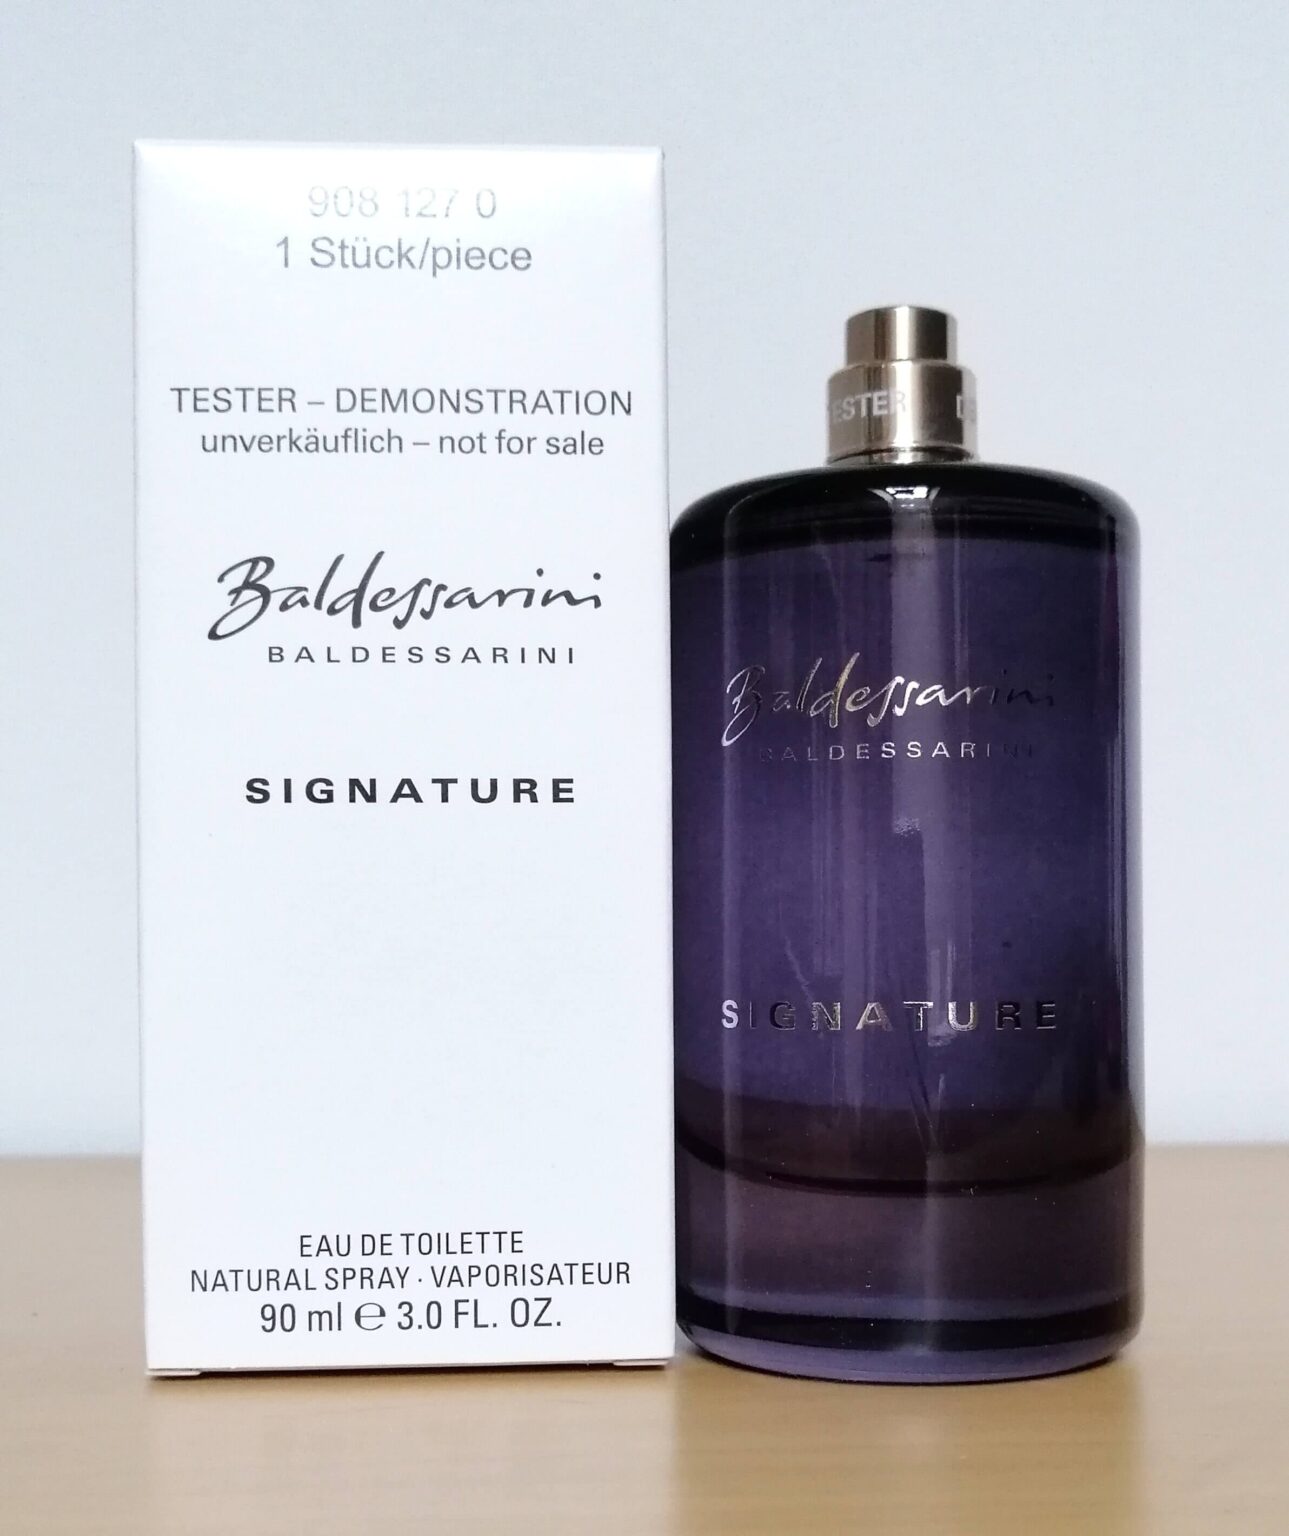 908 127 0
1 Stück/piece
TESTER – DEMONSTRATION
unverkäuflich – not for sale
Baldessarini
BALDESSARINI
SIGNATURE
EAU DE TOILETTE
NATURAL SPRAY · VAPORISATEUR
90 ml ℮ 3.0 FL. OZ.
TESTER
Baldessarini
BALDESSARINI
SIGNATURE